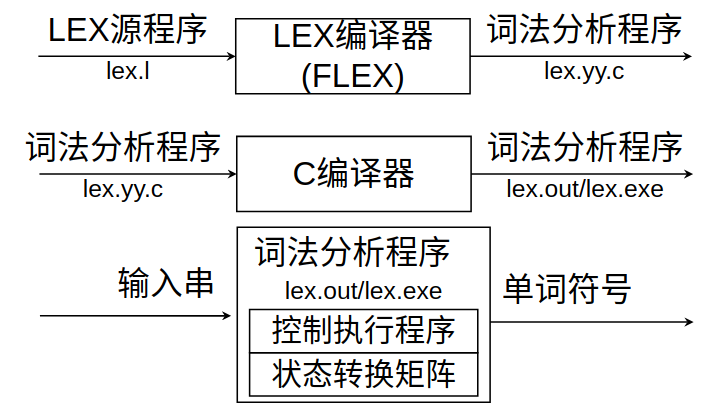 LEX源程序
lex.l
LEX编译器
(FLEX)
词法分析程序
lex.yy.c
词法分析程序
lex.yy.c
C编译器
词法分析程序
lex.out/lex.exe
输入串
词法分析程序
lex.out/lex.exe
控制执行程序
状态转换矩阵
单词符号